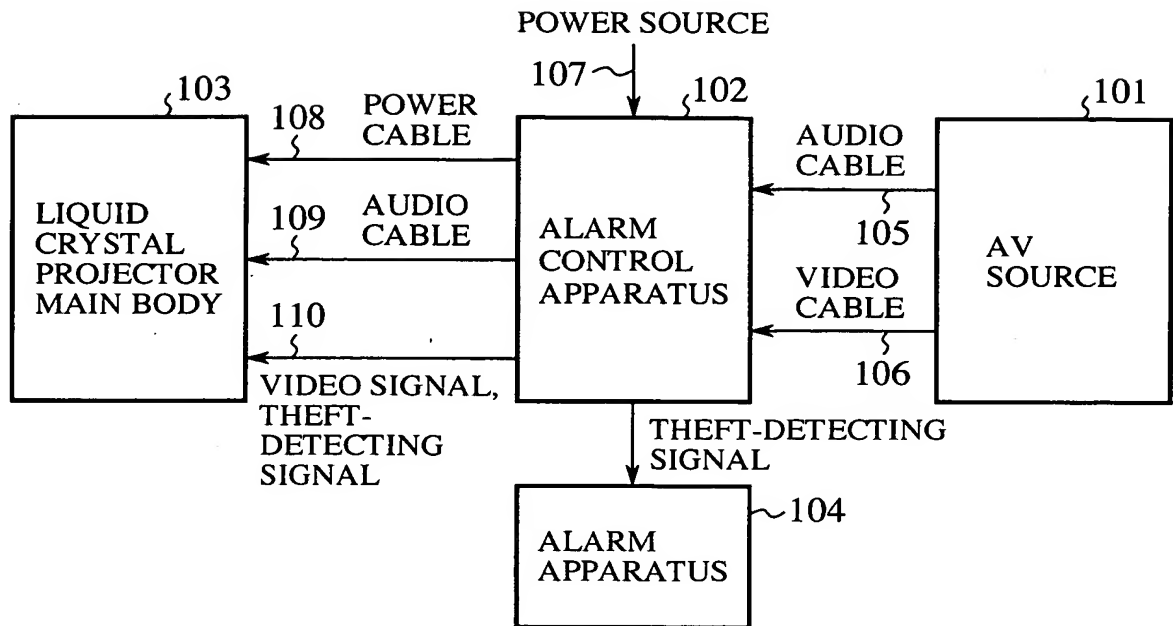 POWER SOURCE
107
103
102
101
108
POWER
CABLE
AUDIO
CABLE
105
109
AUDIO
CABLE
LIQUID
CRYSTAL
PROJECTOR
MAIN BODY
ALARM
CONTROL
APPARATUS
AV
SOURCE
VIDEO
CABLE
106
110
VIDEO SIGNAL,
THEFT-
DETECTING
SIGNAL
THEFT-DETECTING
SIGNAL
104
ALARM
APPARATUS